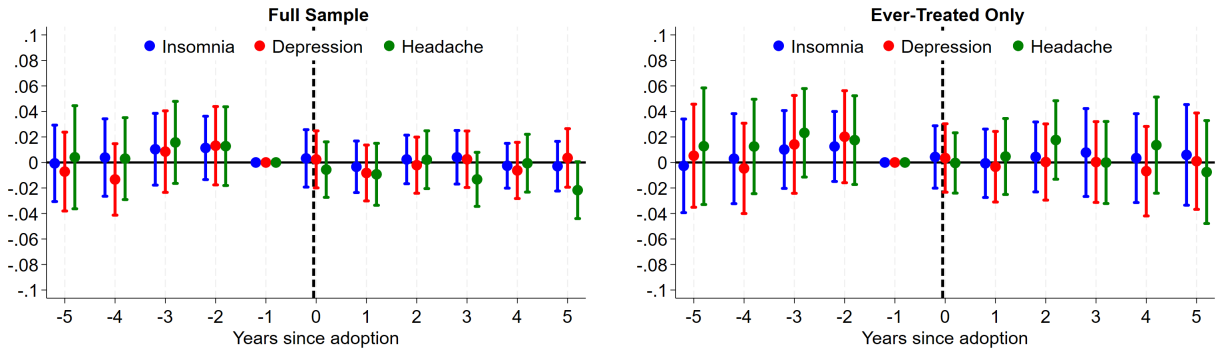 Full Sample
Insomnia Depression Headache
.1
.08
.06
.04
.02
0
-.02
-.04
-.06
-.08
-.1
-5 -4 -3 -2 -1 0 1 2 3 4 5
Years since adoption
Ever-Treated Only
Insomnia Depression Headache
.1
.08
.06
.04
.02
0
-.02
-.04
-.06
-.08
-.1
-5 -4 -3 -2 -1 0 1 2 3 4 5
Years since adoption